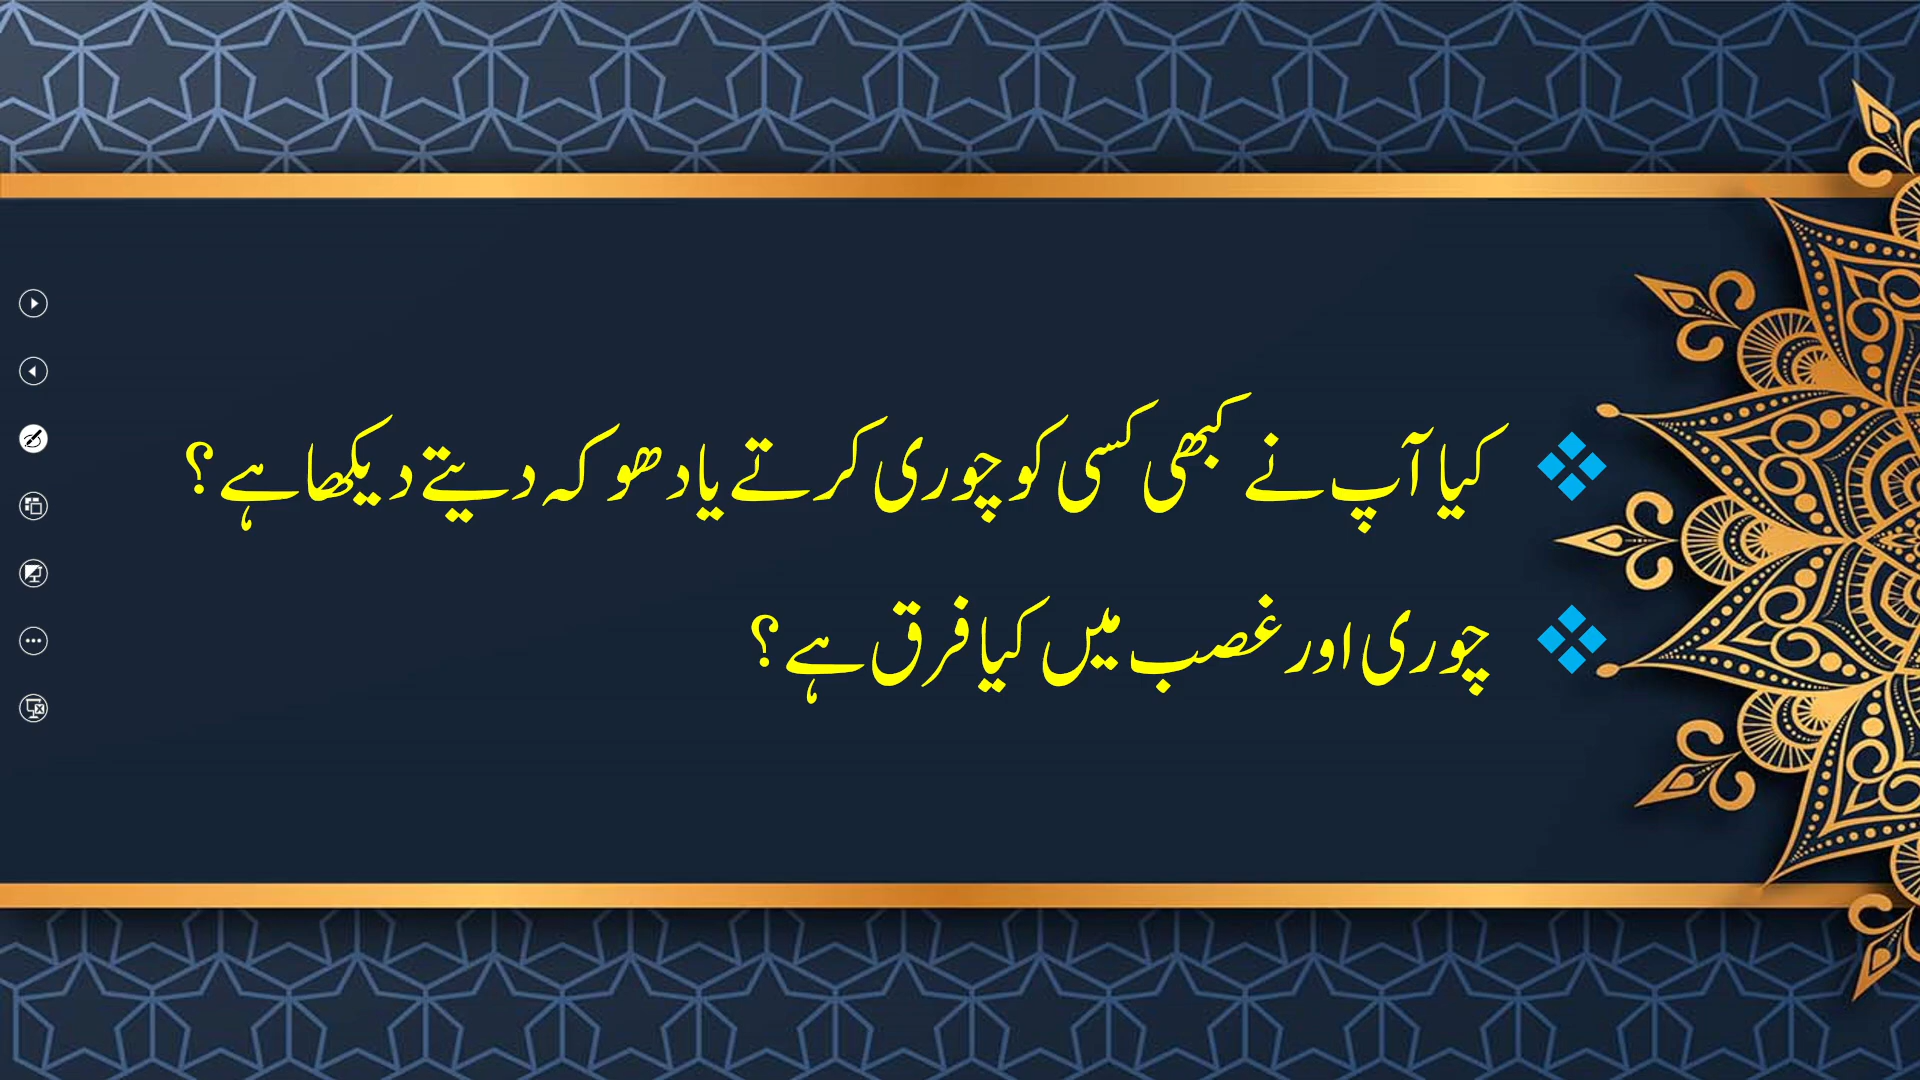 کیا آپ نے کبھی کسی کو چوری کرتے یا دھوکہ دیتے دیکھا ہے؟
چوری اور غصب میں کیا فرق ہے؟